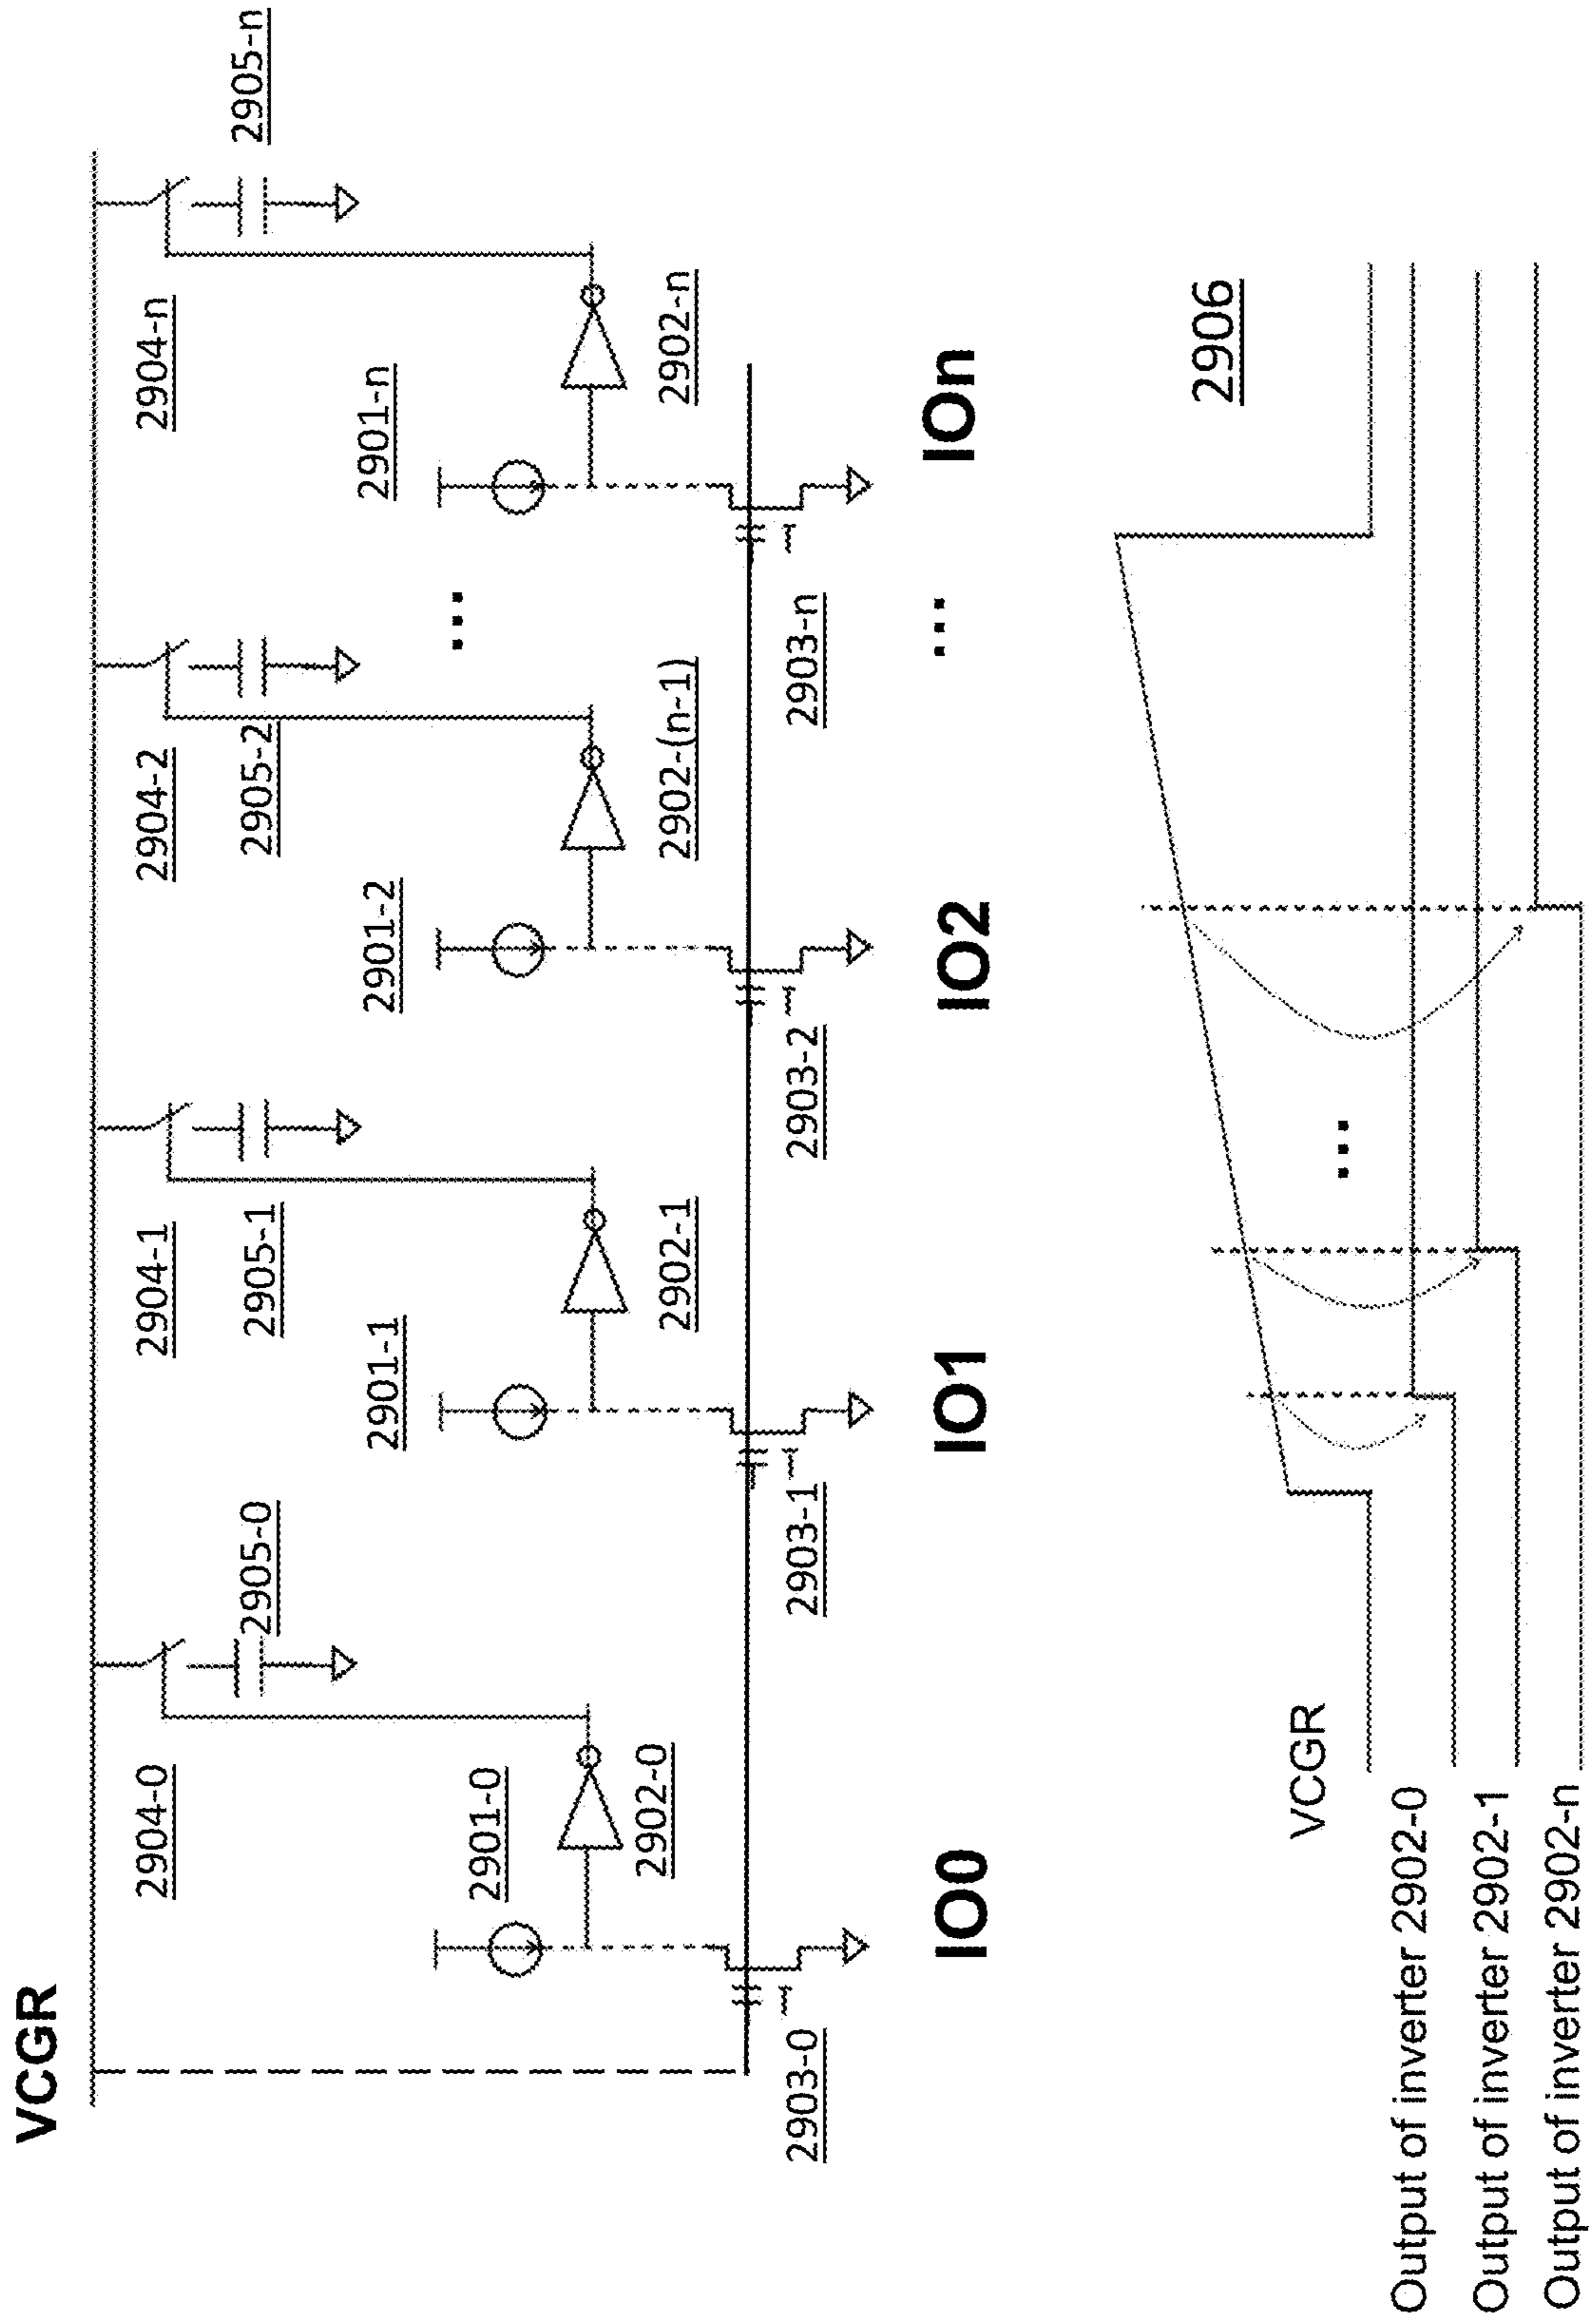 VCGR
2904-0
2905-0
2904-1
2905-1
2904-2
2905-2
2904-n
2905-n
2901-0
2902-0
2901-1
2902-1
2901-2
2902-(n-1)
...
2901-n
2902-n
2903-0
2903-1
2903-2
2903-n
IO0
IO1
IO2
...
IOn
2906
VCGR
...
Output of inverter 2902-0
Output of inverter 2902-1
Output of inverter 2902-n